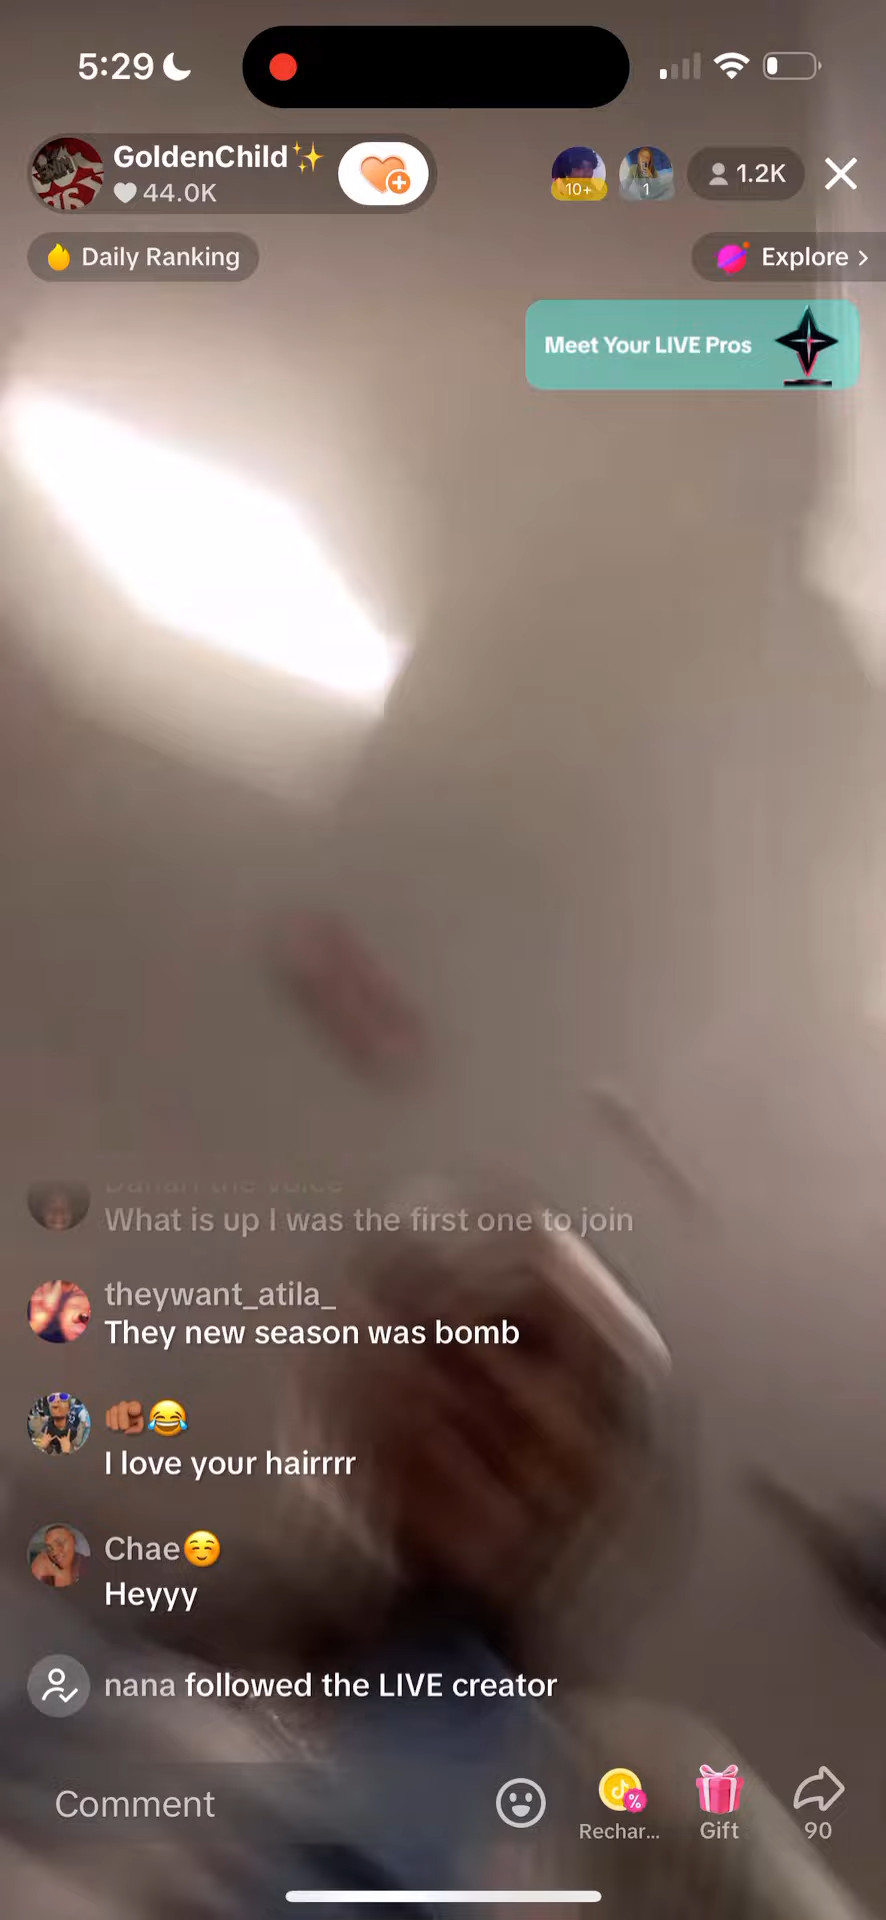 5:29
GoldenChild✨
44.0K
10+
1
1.2K
Daily Ranking
Explore >
Meet Your LIVE Pros
What is up I was the first one to join
theywant_atila_
They new season was bomb
👊🏾😂
I love your hairrrr
Chae☺️
Heyyy
nana followed the LIVE creator
Comment
Rechar...
Gift
90